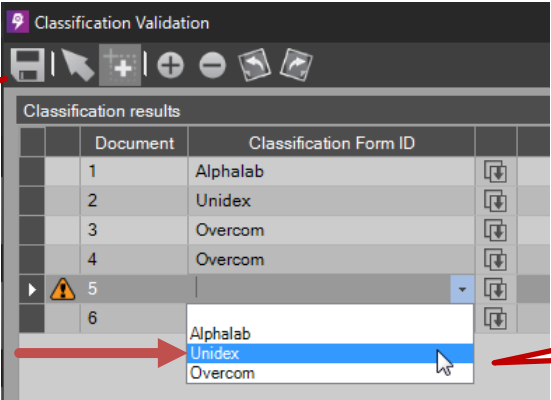 Classification Validation
Classification results
Document Classification Form ID
1 Alphalab
2 Unidex
3 Overcom
4 Overcom
5
6
Alphalab
Unidex
Overcom